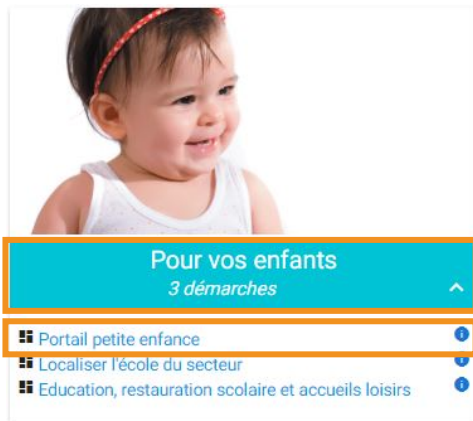 Pour vos enfants
3 démarches
Portail petite enfance
Localiser l'école du secteur
Education, restauration scolaire et accueils loisirs